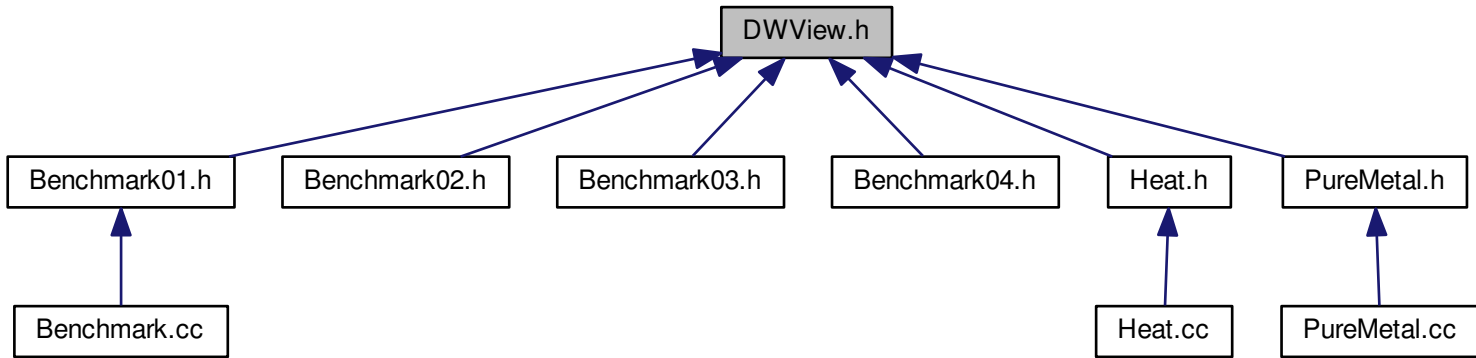 DWView.h
Benchmark01.h
Benchmark02.h
Benchmark03.h
Benchmark04.h
Heat.h
PureMetal.h
Benchmark.cc
Heat.cc
PureMetal.cc